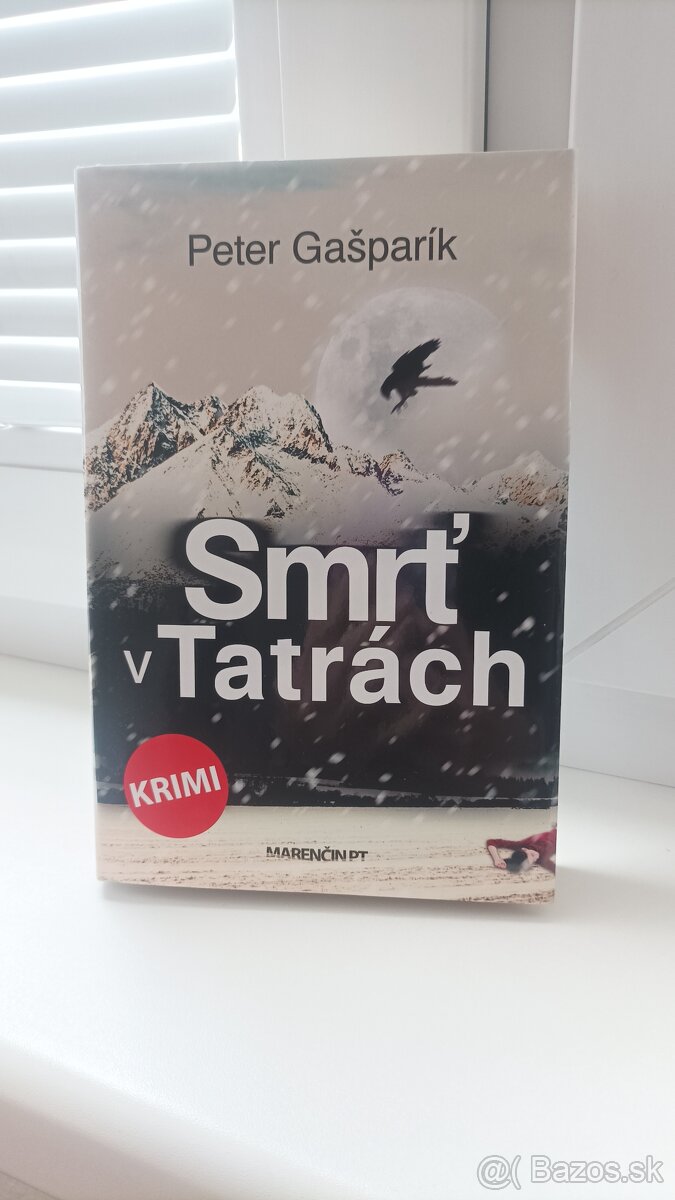 Peter Gašparík
Smrť
v Tatrách
KRIMI
MARENČIN PT
@( Bazos.sk